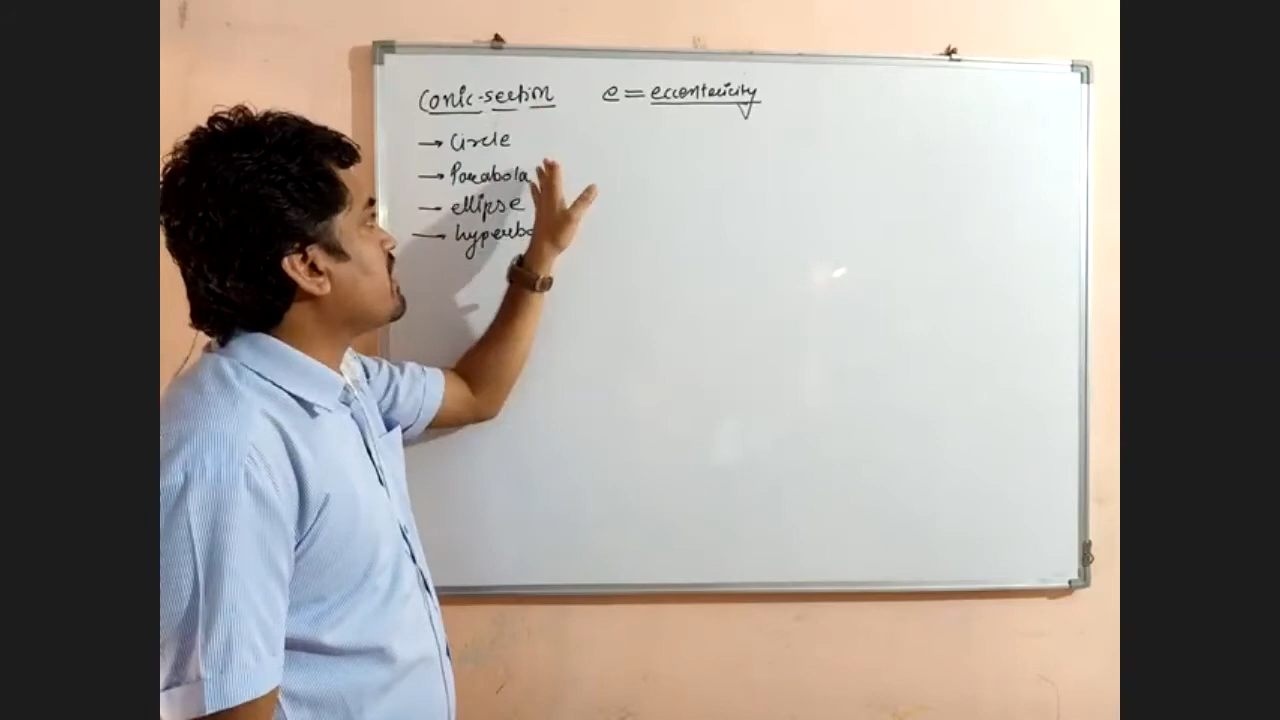 Conic-section e = eccentricity
→ Circle
→ Parabola
→ ellipse
→ hyperbo